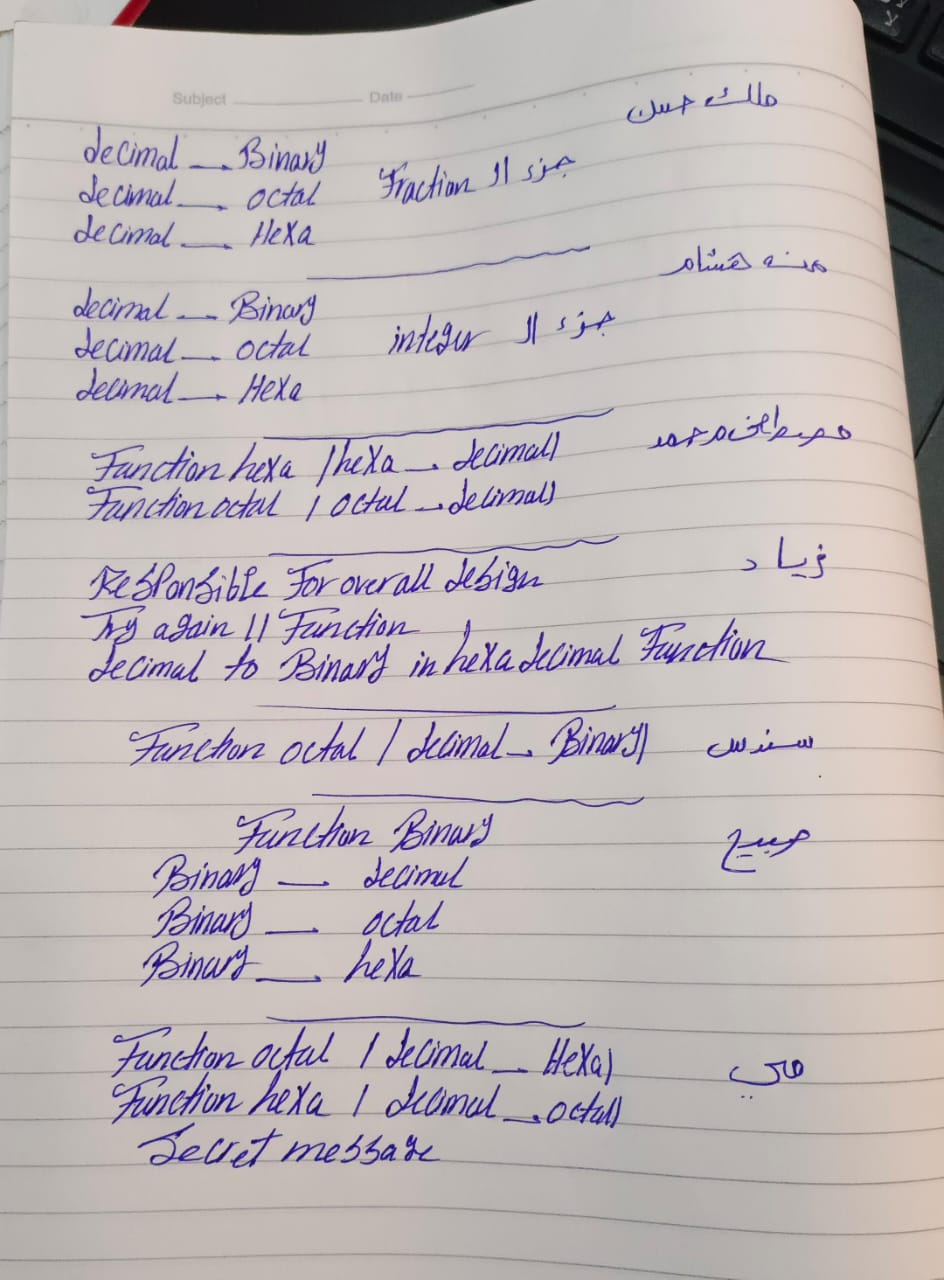 Subject Date
ملك حسن
decimal → Binary
decimal → octal جزء ال Fraction
decimal → Hexa
منه هشام
decimal → Binary
decimal → octal جزء ال integer
decimal → Hexa
مصطفى محمد
Function hexa (hexa → decimal)
Function octal (octal → decimal)
زياد
Responsible For overall design
Try again || Function
decimal to Binary in hexadecimal Function
Function octal (decimal → Binary) سندس
Function Binary
Binary → decimal
Binary → octal
Binary → hexa
Function octal (decimal → Hexa) مي
Function hexa (decimal → octal)
Secret message